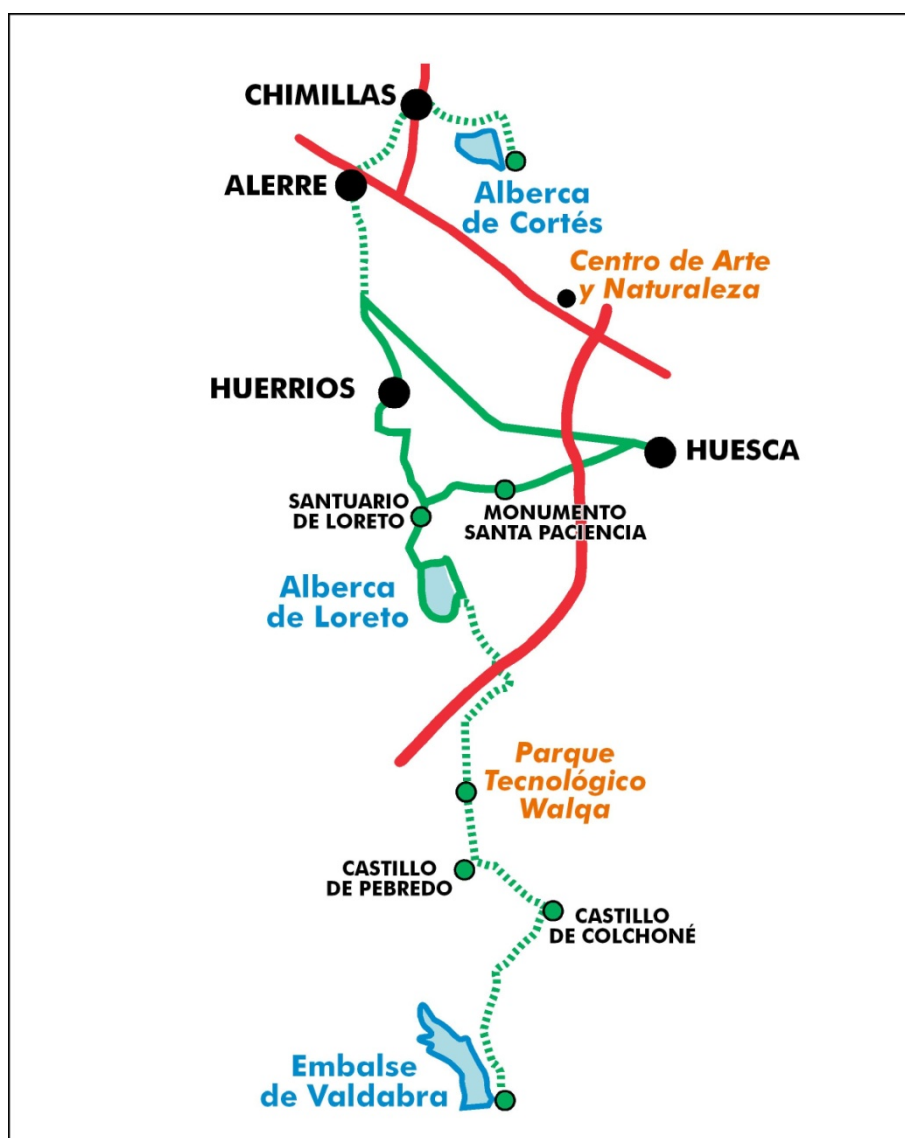 CHIMILLAS
ALERRE
Alberca
de Cortés
Centro de Arte
y Naturaleza
HUERRIOS
HUESCA
SANTUARIO
DE LORETO
MONUMENTO
SANTA PACIENCIA
Alberca
de Loreto
Parque
Tecnológico
Walqa
CASTILLO
DE PEBREDO
CASTILLO
DE COLCHONÉ
Embalse
de Valdabra